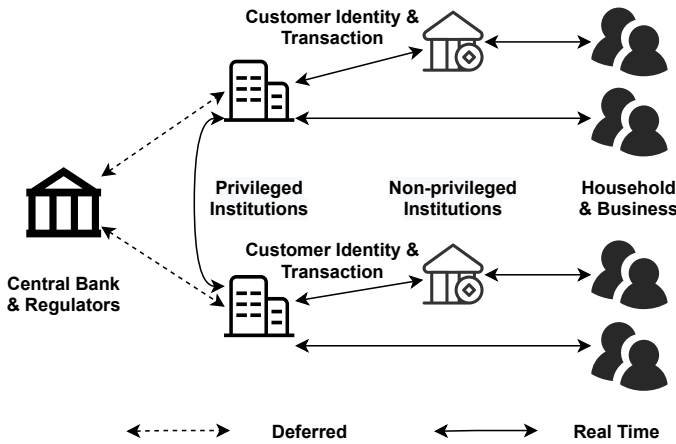 Customer Identity &
Transaction
Privileged
Institutions
Non-privileged
Institutions
Household
& Business
Customer Identity &
Transaction
Central Bank
& Regulators
Deferred
Real Time